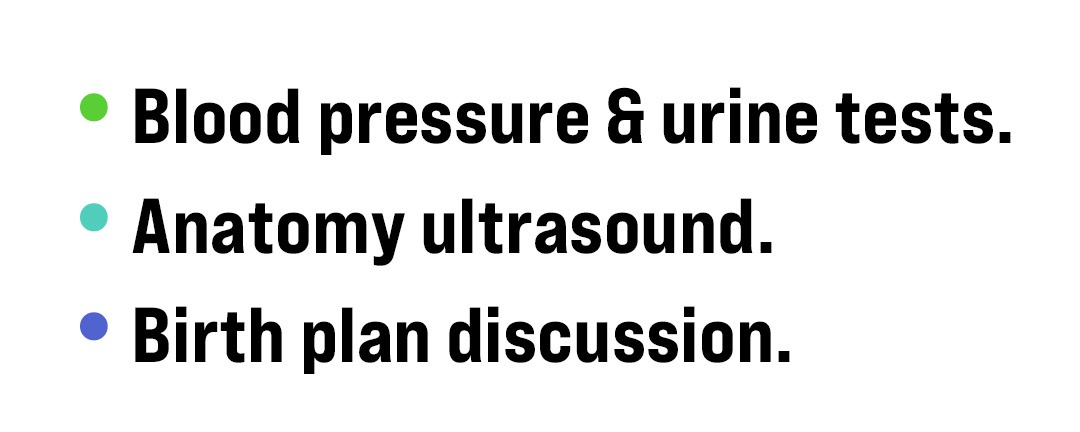 Blood pressure & urine tests.
Anatomy ultrasound.
Birth plan discussion.